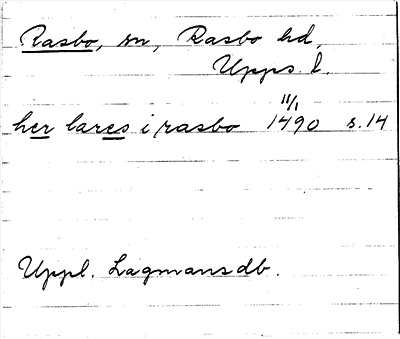 Rasbo, sn, Rasbo hd,
Upps. l.
her lares i rasbo 11/1 1490 s. 14
Uppl. Lagmansdb.